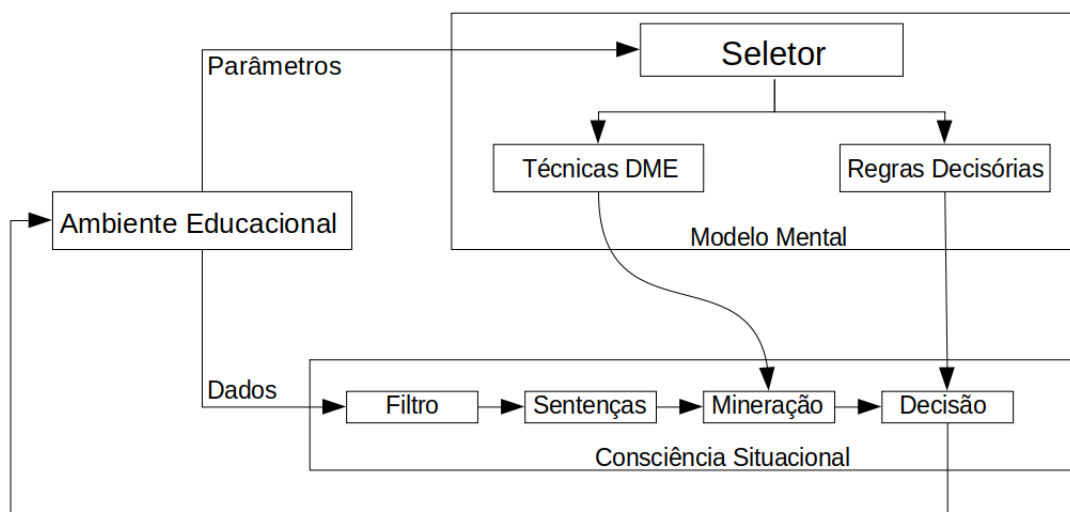 Seletor
Parâmetros
Técnicas DME
Regras Decisórias
Ambiente Educacional
Modelo Mental
Dados
Filtro
Sentenças
Mineração
Decisão
Consciência Situacional